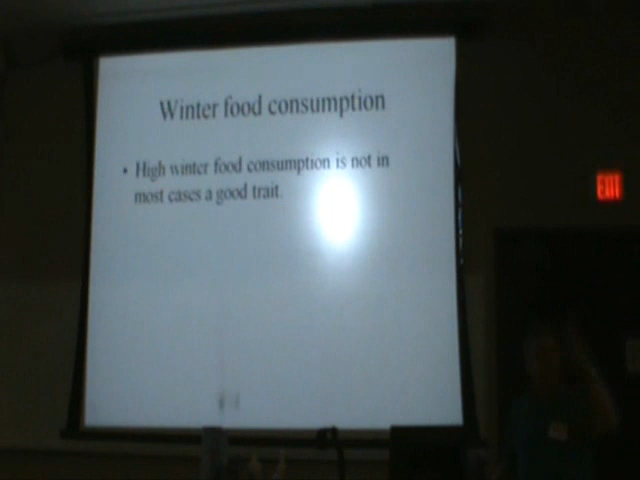 Winter food consumption
• High winter food consumption is not in
most cases a good trait.
EXIT